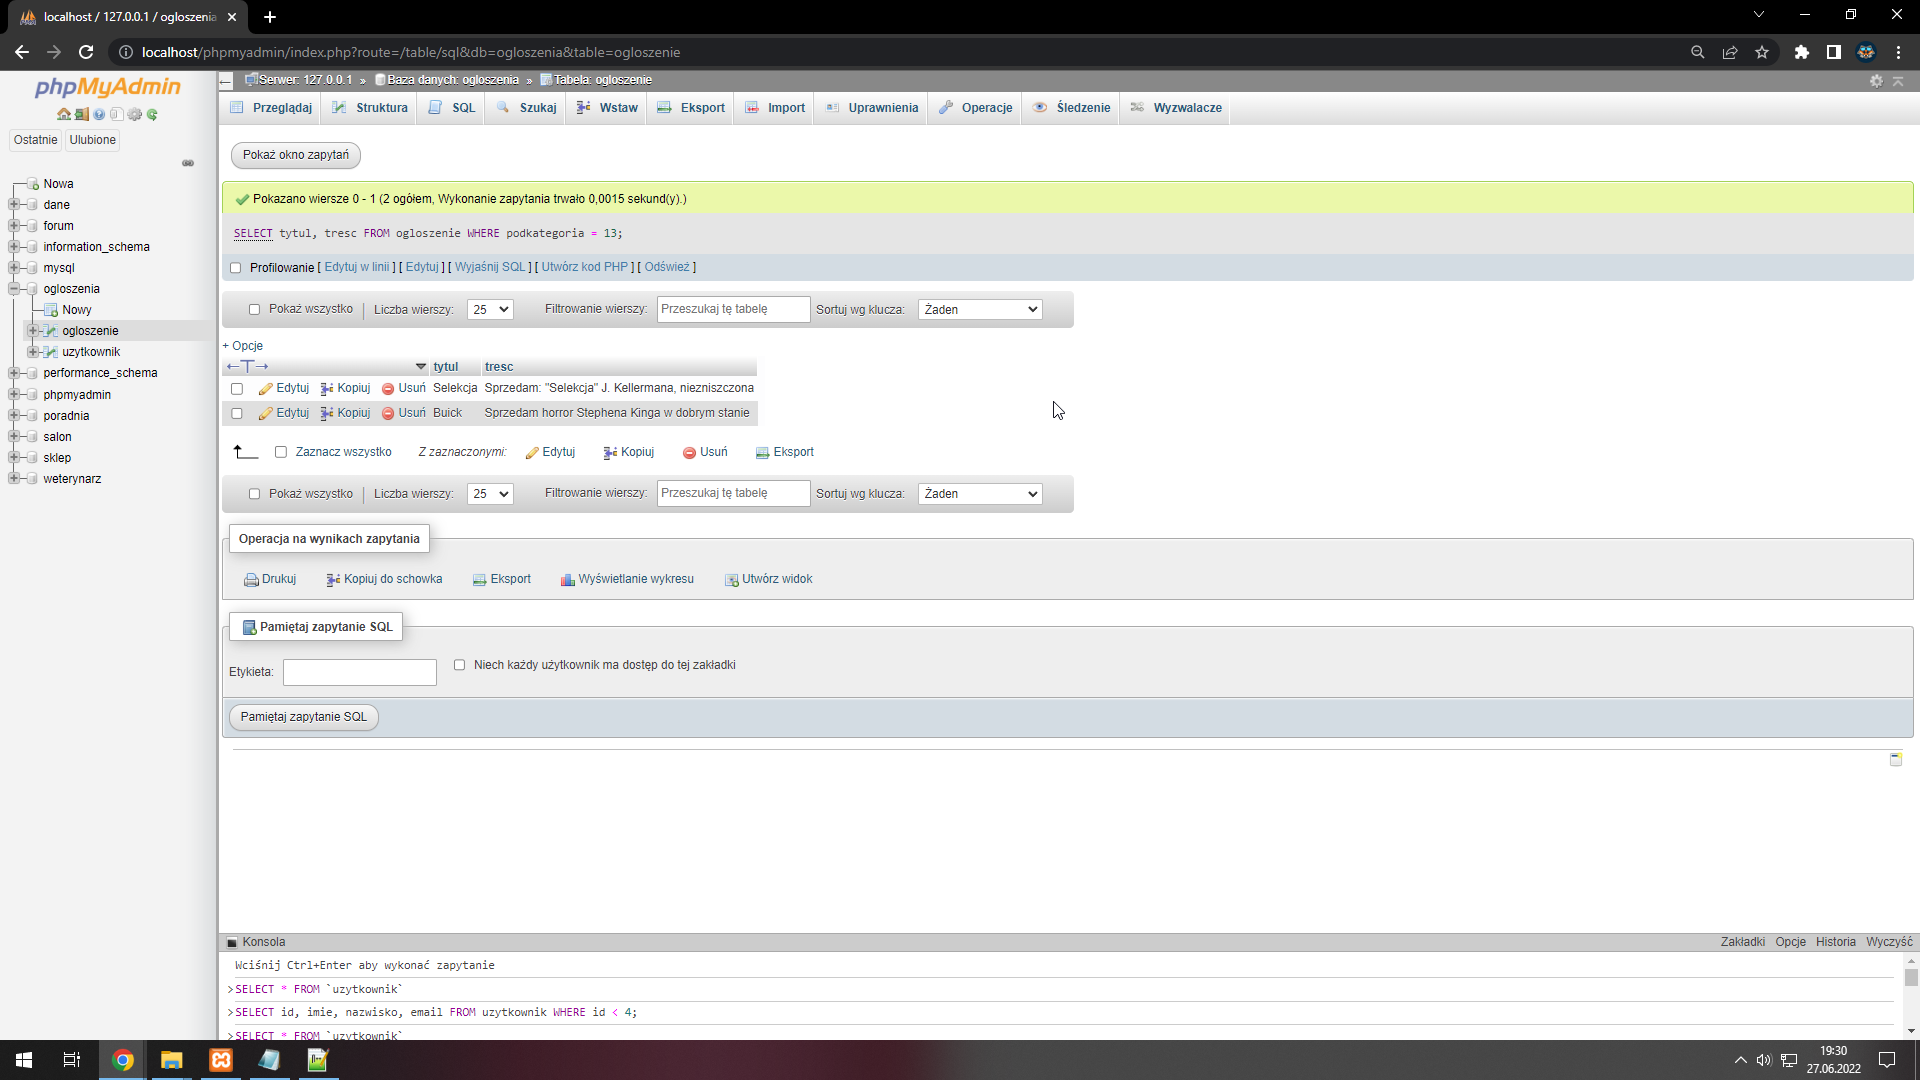 localhost / 127.0.0.1 / ogloszenia
localhost/phpmyadmin/index.php?route=/table/sql&db=ogloszenia&table=ogloszenie
phpMyAdmin
Ostatnie Ulubione
Nowa
dane
forum
information_schema
mysql
ogloszenia
Nowy
ogloszenie
uzytkownik
performance_schema
phpmyadmin
poradnia
salon
sklep
weterynarz
Serwer: 127.0.0.1 » Baza danych: ogloszenia » Tabela: ogloszenie
Przeglądaj Struktura SQL Szukaj Wstaw Eksport Import Uprawnienia Operacje Śledzenie Wyzwalacze
Pokaż okno zapytań
Pokazano wiersze 0 - 1 (2 ogółem, Wykonanie zapytania trwało 0,0015 sekund(y).)
SELECT tytul, tresc FROM ogloszenie WHERE podkategoria = 13;
Profilowanie [ Edytuj w linii ] [ Edytuj ] [ Wyjaśnij SQL ] [ Utwórz kod PHP ] [ Odśwież ]
Pokaż wszystko Liczba wierszy: 25 Filtrowanie wierszy: Przeszukaj tę tabelę Sortuj wg klucza: Żaden
+ Opcje
←T→ tytul tresc
Edytuj Kopiuj Usuń Selekcja Sprzedam: "Selekcja" J. Kellermana, niezniszczona
Edytuj Kopiuj Usuń Buick Sprzedam horror Stephena Kinga w dobrym stanie
Zaznacz wszystko Z zaznaczonymi: Edytuj Kopiuj Usuń Eksport
Pokaż wszystko Liczba wierszy: 25 Filtrowanie wierszy: Przeszukaj tę tabelę Sortuj wg klucza: Żaden
Operacja na wynikach zapytania
Drukuj Kopiuj do schowka Eksport Wyświetlanie wykresu Utwórz widok
Pamiętaj zapytanie SQL
Etykieta: Niech każdy użytkownik ma dostęp do tej zakładki
Pamiętaj zapytanie SQL
Konsola Zakładki Opcje Historia Wyczyść
Wciśnij Ctrl+Enter aby wykonać zapytanie
>SELECT * FROM `uzytkownik`
>SELECT id, imie, nazwisko, email FROM uzytkownik WHERE id < 4;
>SELECT * FROM `uzytkownik`
19:30
27.06.2022